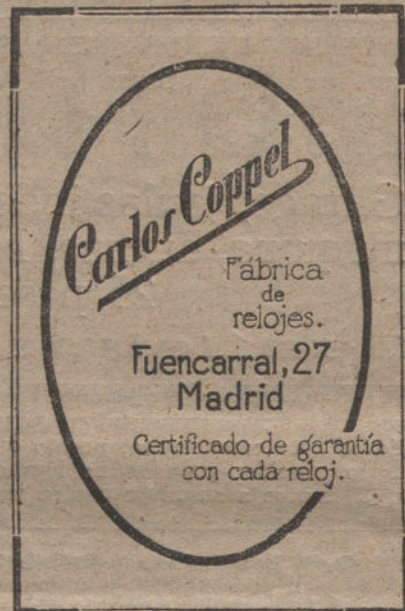 Carlos Coppel
Fábrica
de
relojes.
Fuencarral, 27
Madrid
Certificado de garantía
con cada reloj.